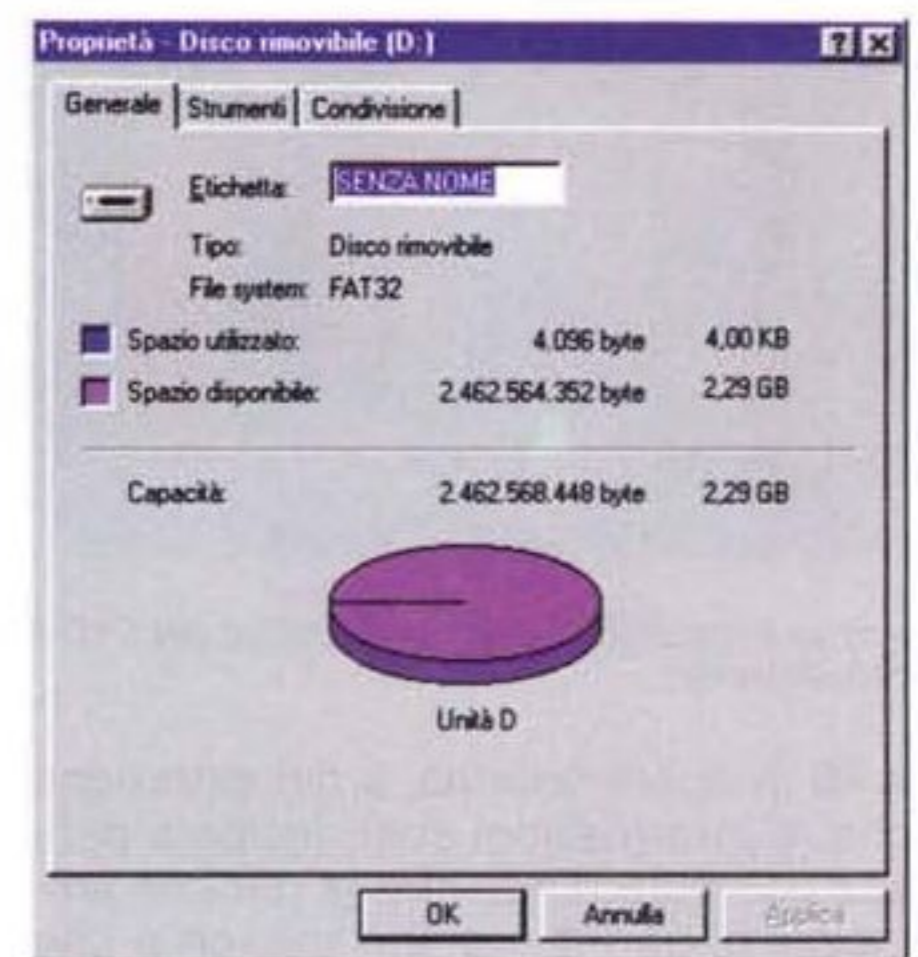 Proprietà - Disco rimovibile (D:)
Generale Strumenti Condivisione
Etichetta: SENZA NOME
Tipo: Disco rimovibile
File system: FAT32
Spazio utilizzato: 4.096 byte 4,00 KB
Spazio disponibile: 2.462.564.352 byte 2,29 GB
Capacità: 2.462.568.448 byte 2,29 GB
Unità D
OK Annulla Applica